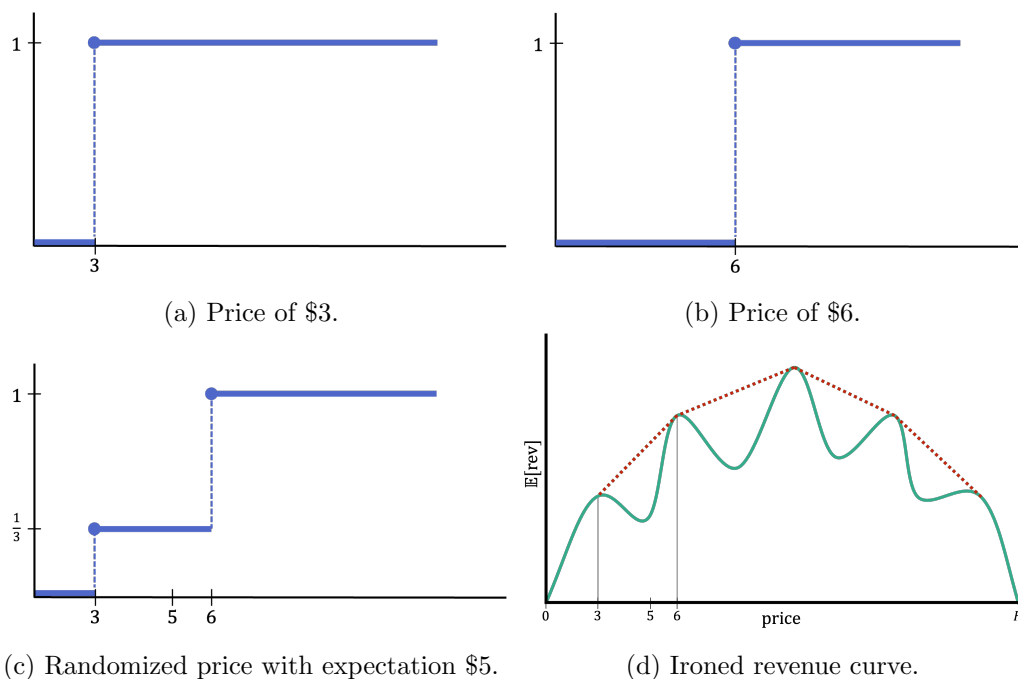 1
3
(a) Price of $3.
1
6
(b) Price of $6.
1
1/3
3 5 6
(c) Randomized price with expectation $5.
𝔼[rev]
0 3 5 6
price
(d) Ironed revenue curve.